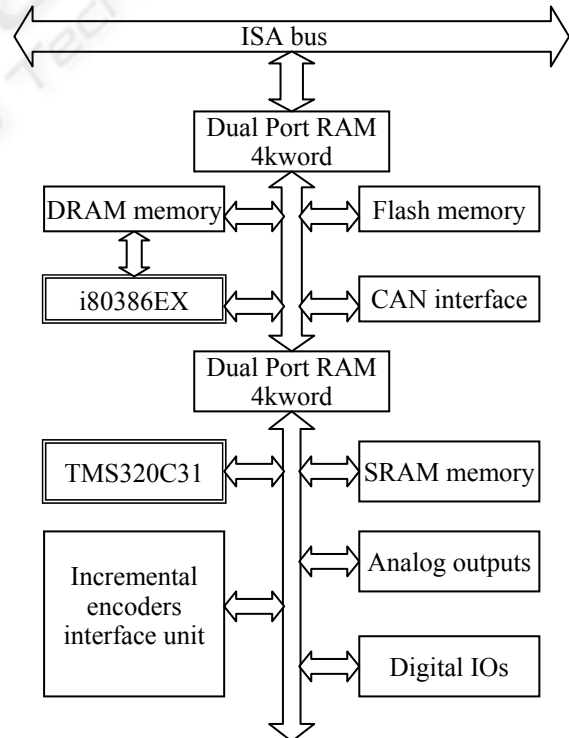 ISA bus
Dual Port RAM
4kword
DRAM memory
Flash memory
i80386EX
CAN interface
Dual Port RAM
4kword
TMS320C31
SRAM memory
Analog outputs
Incremental
encoders
interface unit
Digital IOs